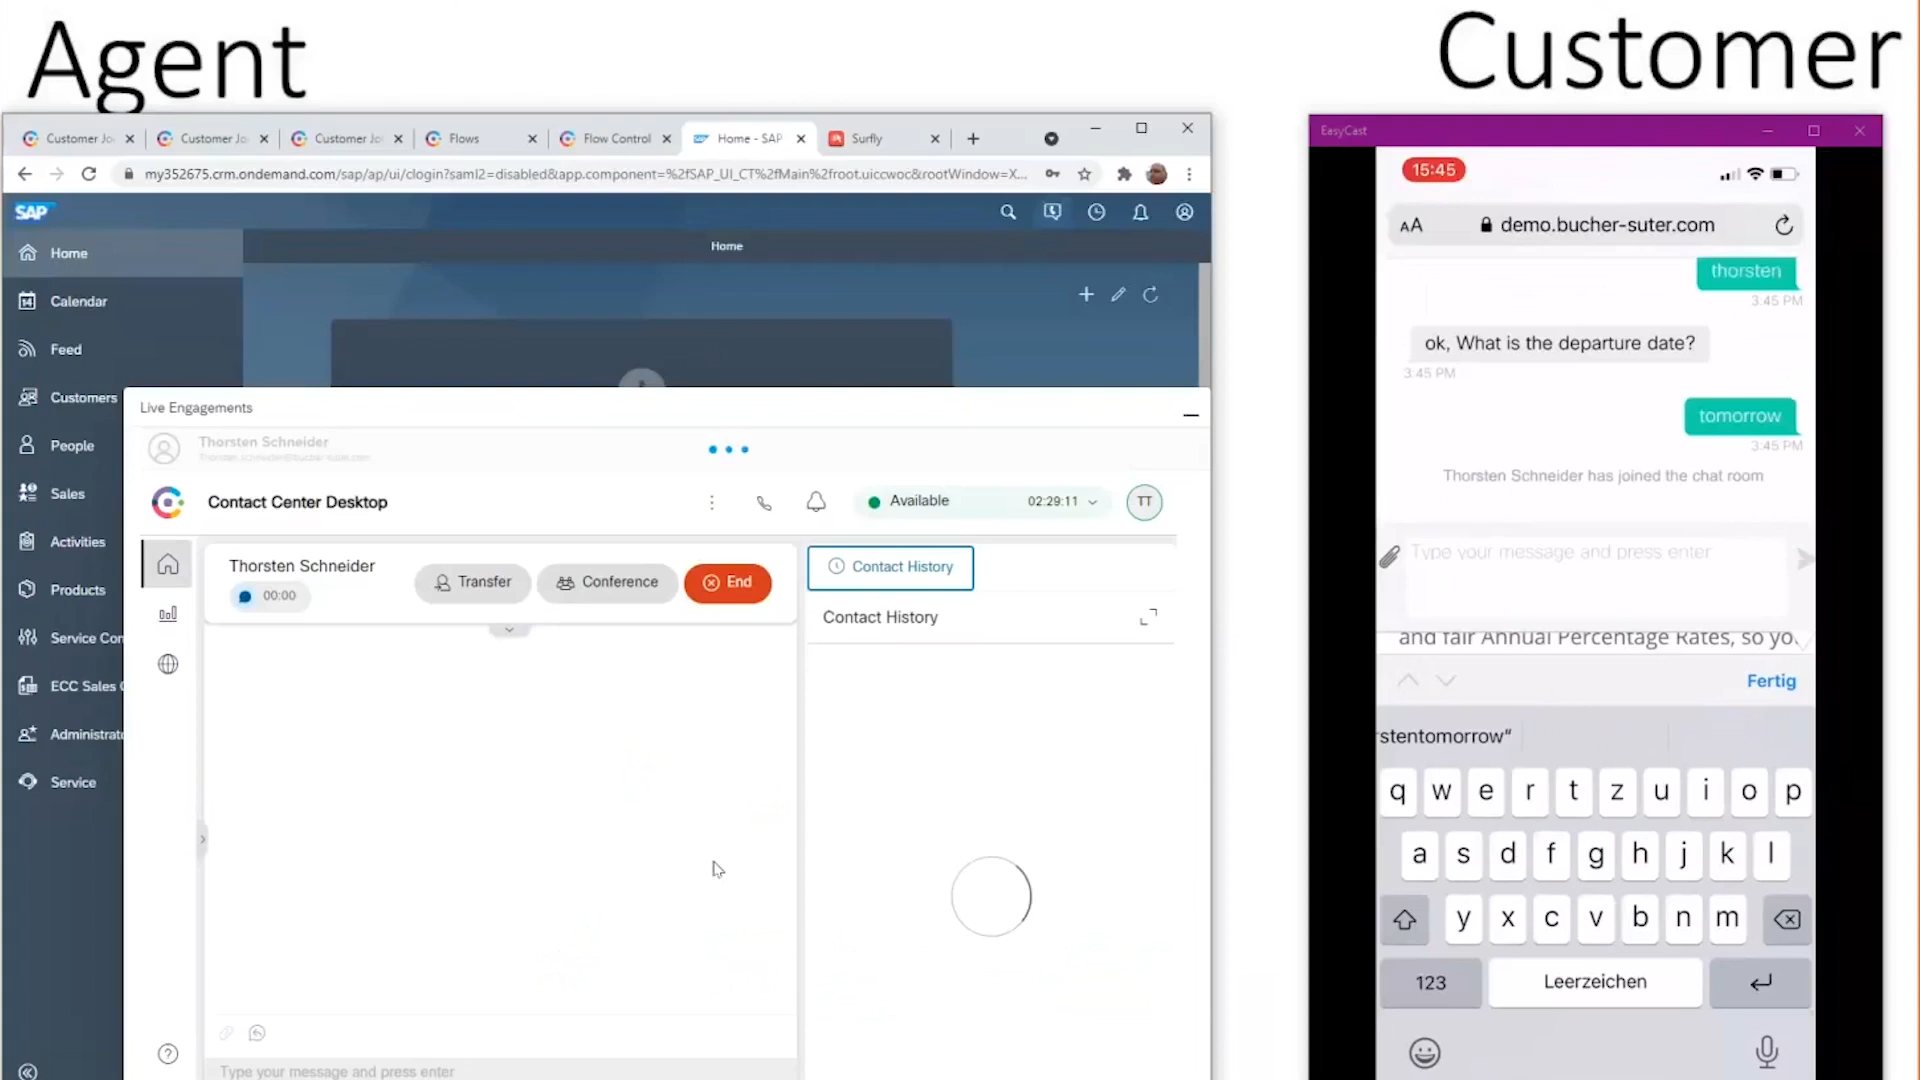 Agent
Customer
Customer Jo
Customer Jo
Customer Jo
Flows
Flow Control
Home - SAP
Surfly
my352675.crm.ondemand.com/sap/ap/ui/clogin?saml2=disabled&app.component=%2fSAP_UI_CT%2fMain%2froot.uiccwoc&rootWindow=X...
SAP
Home
Home
Calendar
Feed
Customers
People
Sales
Activities
Products
Service Con
ECC Sales
Administrat
Service
Live Engagements
Thorsten Schneider
Thorsten.schneider@bucher-suter.com
Contact Center Desktop
Available
02:29:11
TT
Thorsten Schneider
00:00
Transfer
Conference
End
Contact History
Contact History
Type your message and press enter
EasyCast
15:45
AA
demo.bucher-suter.com
thorsten
3:45 PM
ok, What is the departure date?
3:45 PM
tomorrow
3:45 PM
Thorsten Schneider has joined the chat room
Type your message and press enter
and fair Annual Percentage Rates, so yo
Fertig
stentomorrow“
q w e r t z u i o p
a s d f g h j k l
y x c v b n m
123
Leerzeichen